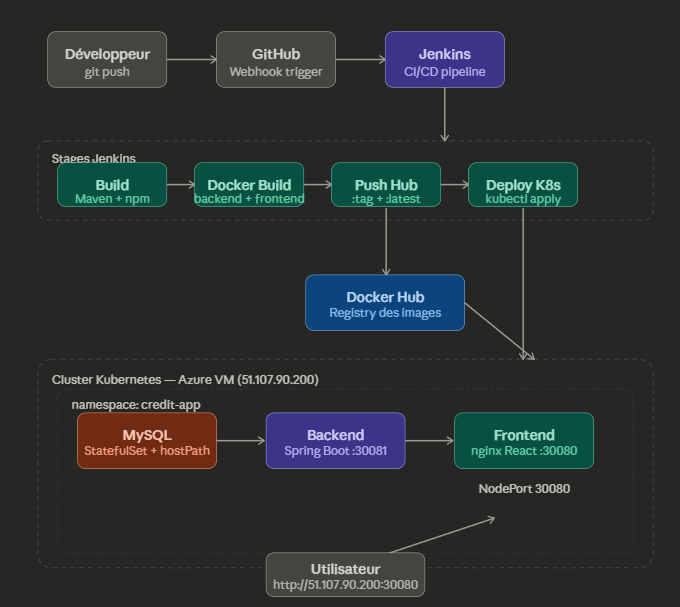 Développeur
git push
GitHub
Webhook trigger
Jenkins
CI/CD pipeline
Stages Jenkins
Build
Maven + npm
Docker Build
backend + frontend
Push Hub
:tag + :latest
Deploy K8s
kubectl apply
Docker Hub
Registry des images
Cluster Kubernetes — Azure VM (51.107.90.200)
namespace: credit-app
MySQL
StatefulSet + hostPath
Backend
Spring Boot :30081
Frontend
nginx React :30080
NodePort 30080
Utilisateur
http://51.107.90.200:30080